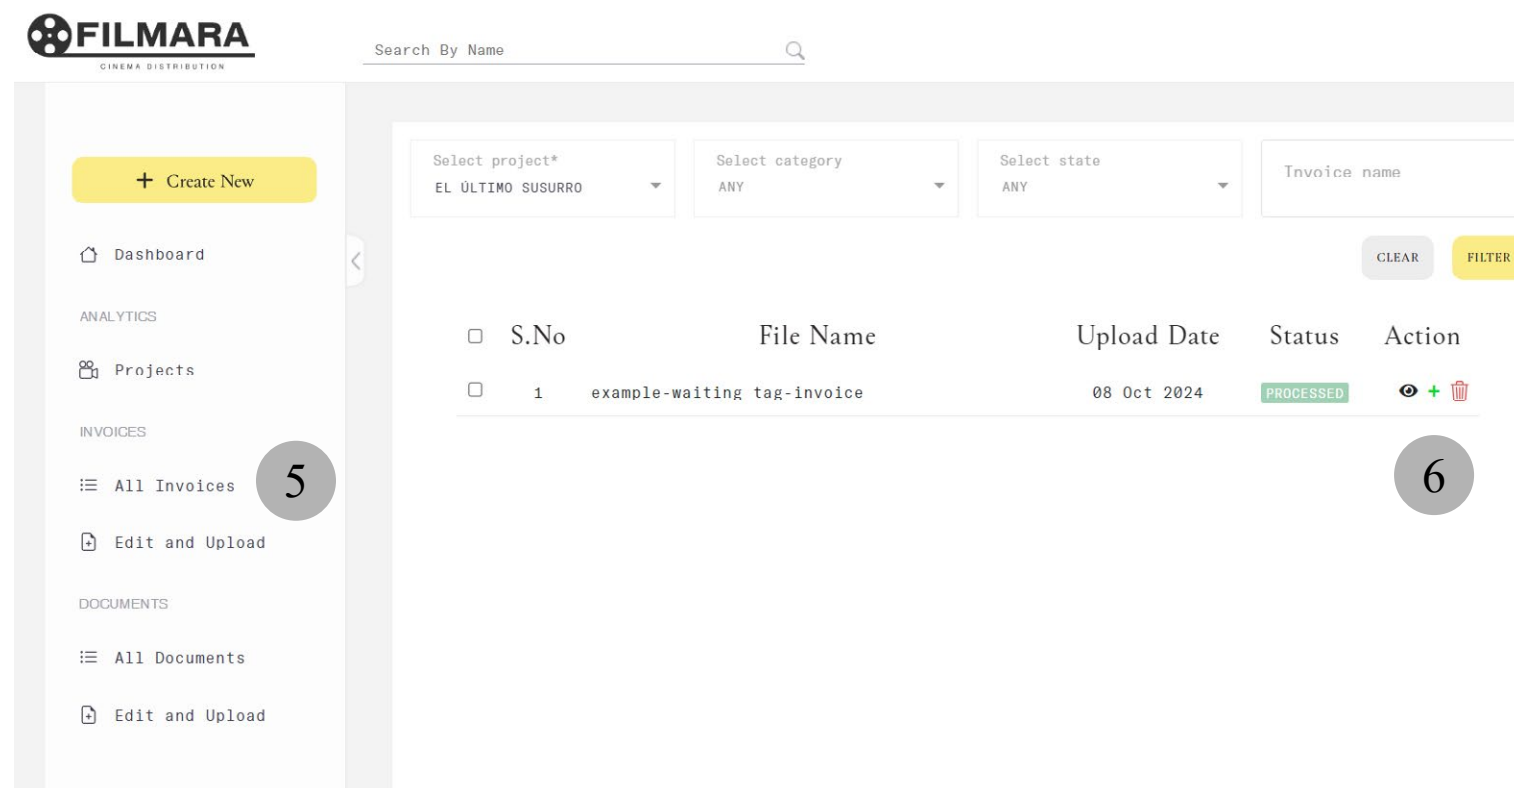 FILMARA
CINEMA DISTRIBUTION
Search By Name
+ Create New
Dashboard
ANALYTICS
Projects
INVOICES
All Invoices
5
Edit and Upload
DOCUMENTS
All Documents
Edit and Upload
Select project*
EL ÚLTIMO SUSURRO
Select category
ANY
Select state
ANY
Invoice name
CLEAR
FILTER
S.No File Name Upload Date Status Action
1 example-waiting tag-invoice 08 Oct 2024 PROCESSED
6